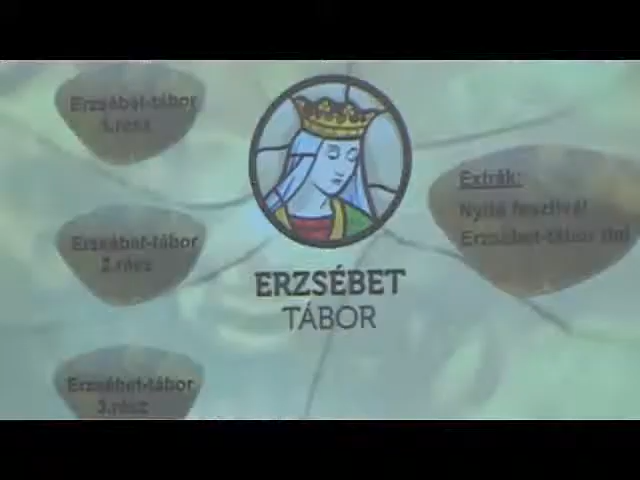 Erzsébet-tábor
1.rész
Erzsébet-tábor
2.rész
Erzsébet-tábor
3.rész
ERZSÉBET
TÁBOR
Extrák:
Nyitó fesztivál
Erzsébet-tábor